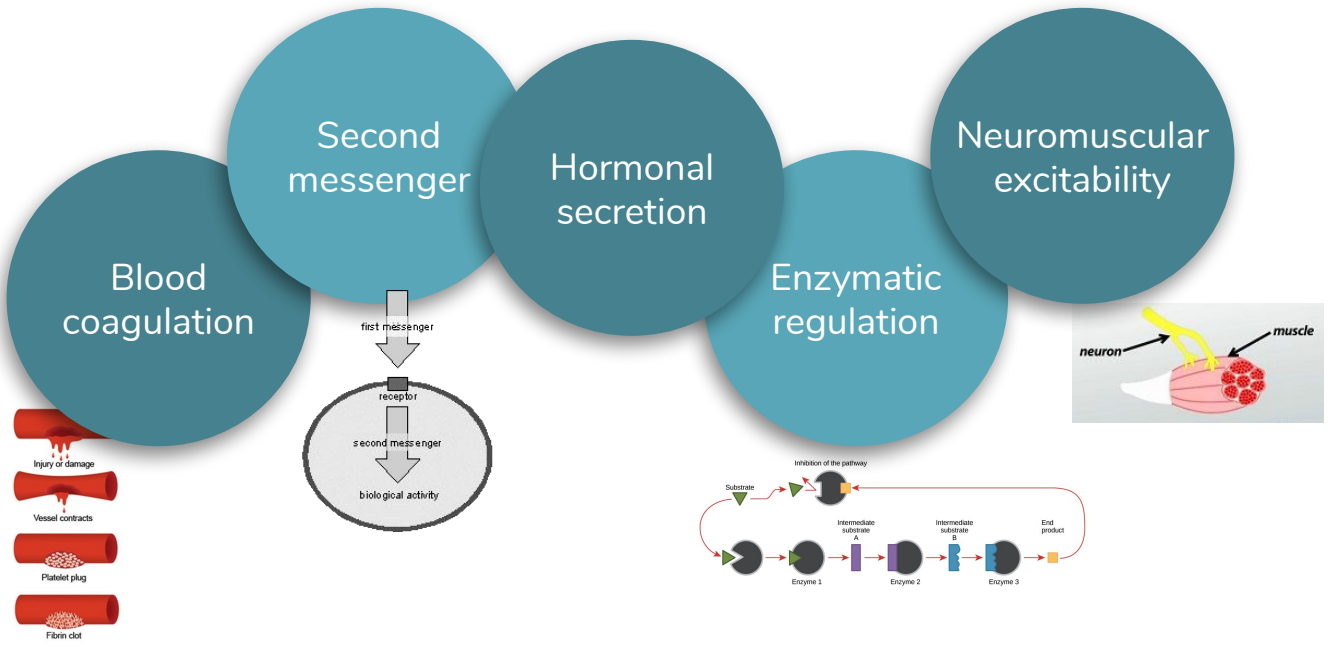 Blood
coagulation
Second
messenger
Hormonal
secretion
Enzymatic
regulation
Neuromuscular
excitability
Injury or damage
Vessel contracts
Platelet plug
Fibrin clot
first messenger
receptor
second messenger
biological activity
Inhibition of the pathway
Substrate
Intermediate
substrate
A
Intermediate
substrate
B
End
product
Enzyme 1
Enzyme 2
Enzyme 3
neuron
muscle